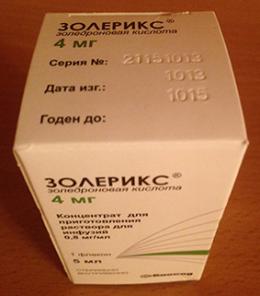 ЗОЛЕРИКС®
золедроновая кислота
4 мг
Серия №: 21151013
Дата изг.: 1013
Годен до: 1015
ЗОЛЕРИКС®
золедроновая кислота
4 мг
Концентрат для
приготовления
раствора для
инфузий
0,8 мг/мл
1 флакон
5 мл